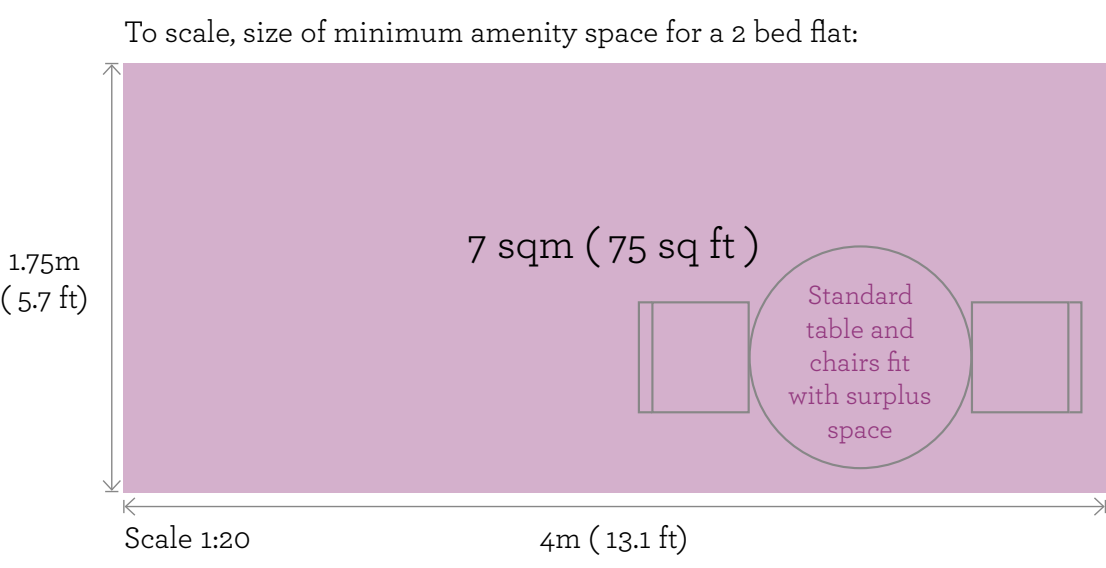 To scale, size of minimum amenity space for a 2 bed flat:
7 sqm ( 75 sq ft )
1.75m
( 5.7 ft)
Standard
table and
chairs fit
with surplus
space
Scale 1:20
4m ( 13.1 ft)